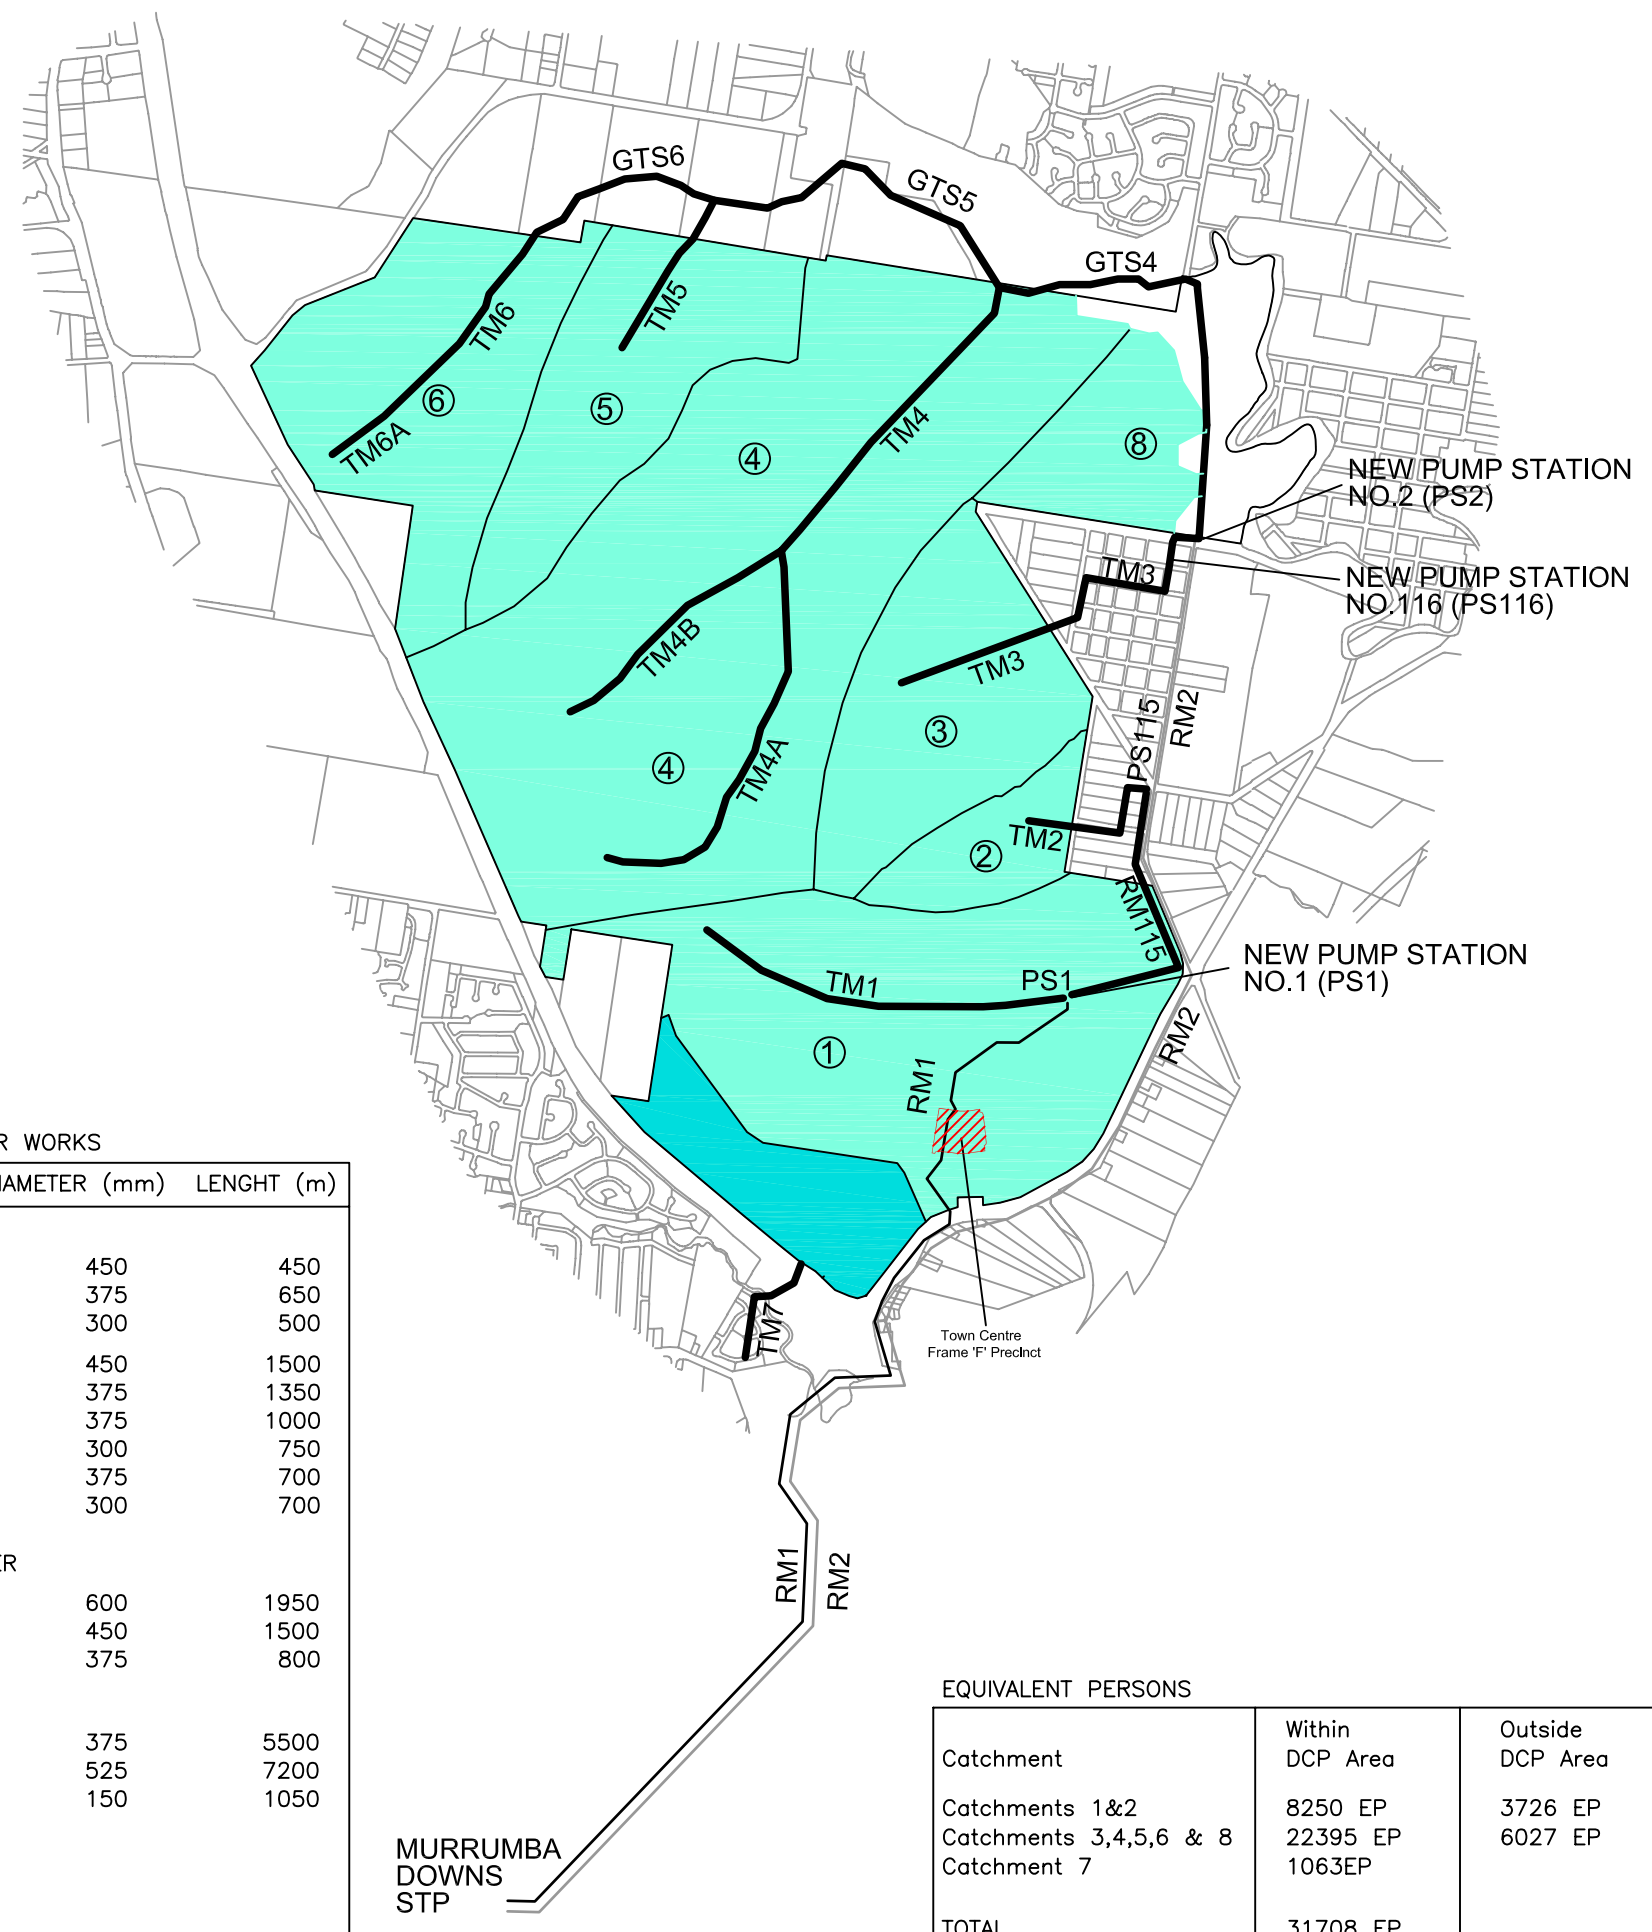 GTS6
GTS5
GTS4
TM6
TM5
TM6A
TM4
⑥
⑤
④
⑧
NEW PUMP STATION
NO.2 (PS2)
TM3
NEW PUMP STATION
NO.116 (PS116)
TM4B
TM3
PS115
RM2
③
④
TM4A
TM2
②
RM115
NEW PUMP STATION
NO.1 (PS1)
TM1
PS1
①
RM1
RM2
R WORKS
AMETER (mm) LENGHT (m)
450 450
375 650
300 500
450 1500
375 1350
375 1000
300 750
375 700
300 700
ER
600 1950
450 1500
375 800
375 5500
525 7200
150 1050
TM7
Town Centre
Frame 'F' Precinct
RM1
RM2
MURRUMBA
DOWNS
STP
EQUIVALENT PERSONS
Catchment Within DCP Area Outside DCP Area
Catchments 1&2 8250 EP 3726 EP
Catchments 3,4,5,6 & 8 22395 EP 6027 EP
Catchment 7 1063EP
TOTAL 31708 EP